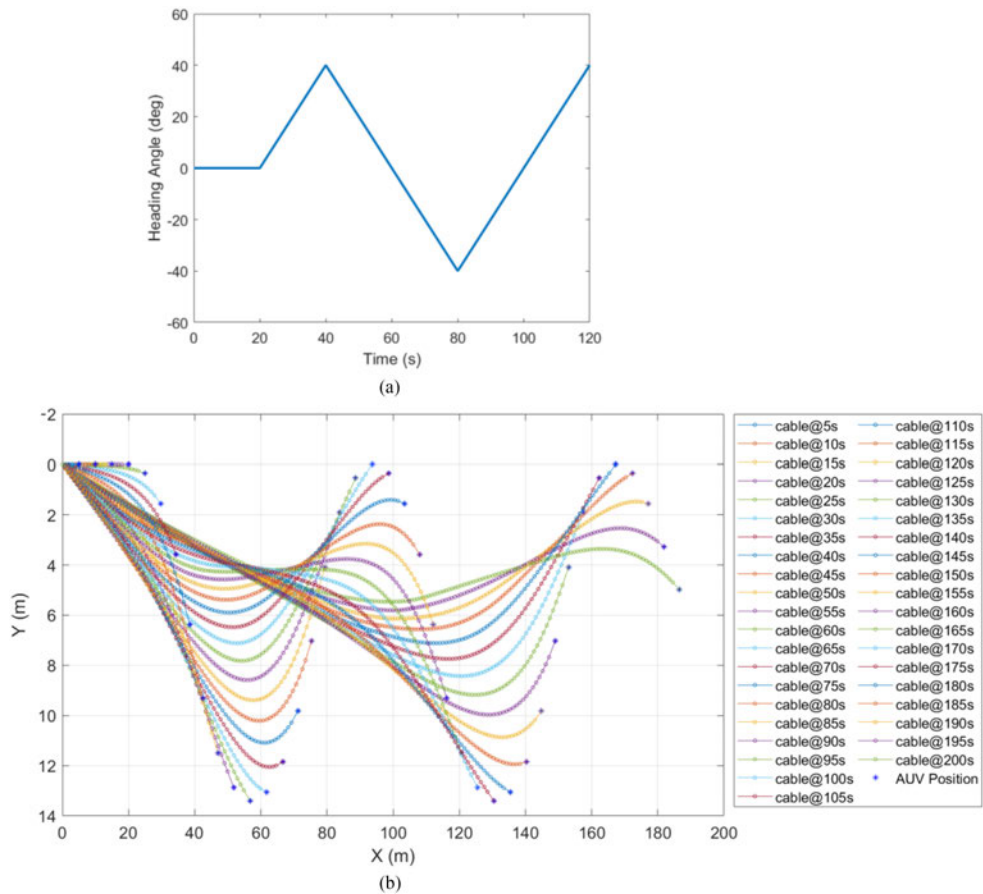 60
40
20
0
-20
-40
-60
Heading Angle (deg)
0 20 40 60 80 100 120
Time (s)
(a)
-2
0
2
4
6
8
10
12
14
Y (m)
0 20 40 60 80 100 120 140 160 180 200
X (m)
(b)
cable@5s cable@110s
cable@10s cable@115s
cable@15s cable@120s
cable@20s cable@125s
cable@25s cable@130s
cable@30s cable@135s
cable@35s cable@140s
cable@40s cable@145s
cable@45s cable@150s
cable@50s cable@155s
cable@55s cable@160s
cable@60s cable@165s
cable@65s cable@170s
cable@70s cable@175s
cable@75s cable@180s
cable@80s cable@185s
cable@85s cable@190s
cable@90s cable@195s
cable@95s cable@200s
cable@100s AUV Position
cable@105s